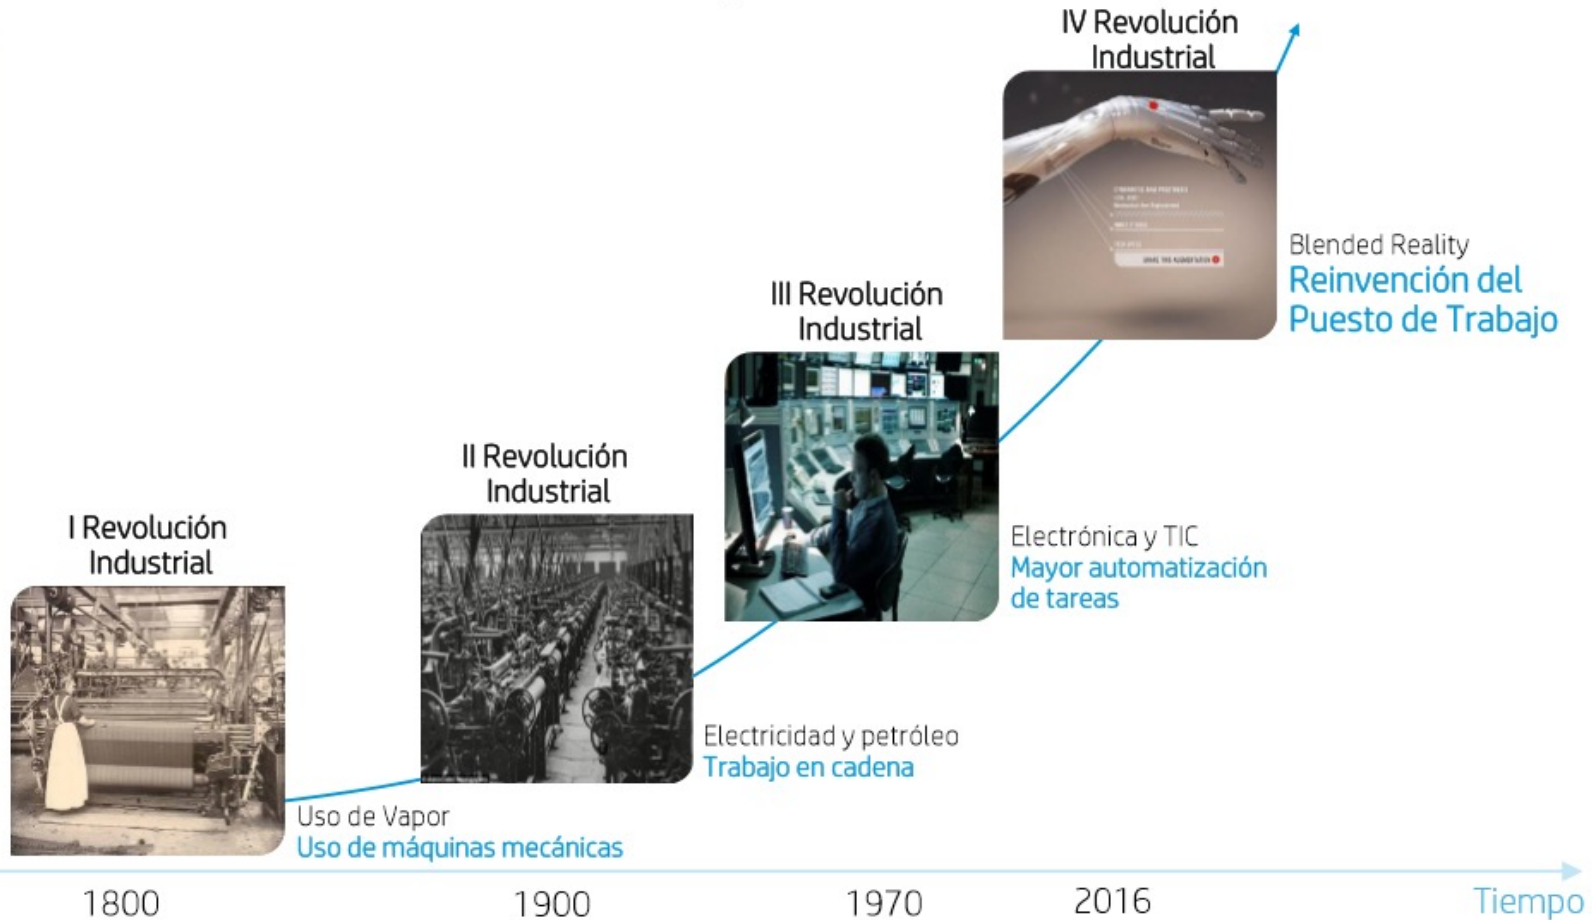 IV Revolución
Industrial
Blended Reality
Reinvención del
Puesto de Trabajo
III Revolución
Industrial
Electrónica y TIC
Mayor automatización
de tareas
II Revolución
Industrial
Electricidad y petróleo
Trabajo en cadena
I Revolución
Industrial
Uso de Vapor
Uso de máquinas mecánicas
1800
1900
1970
2016
Tiempo